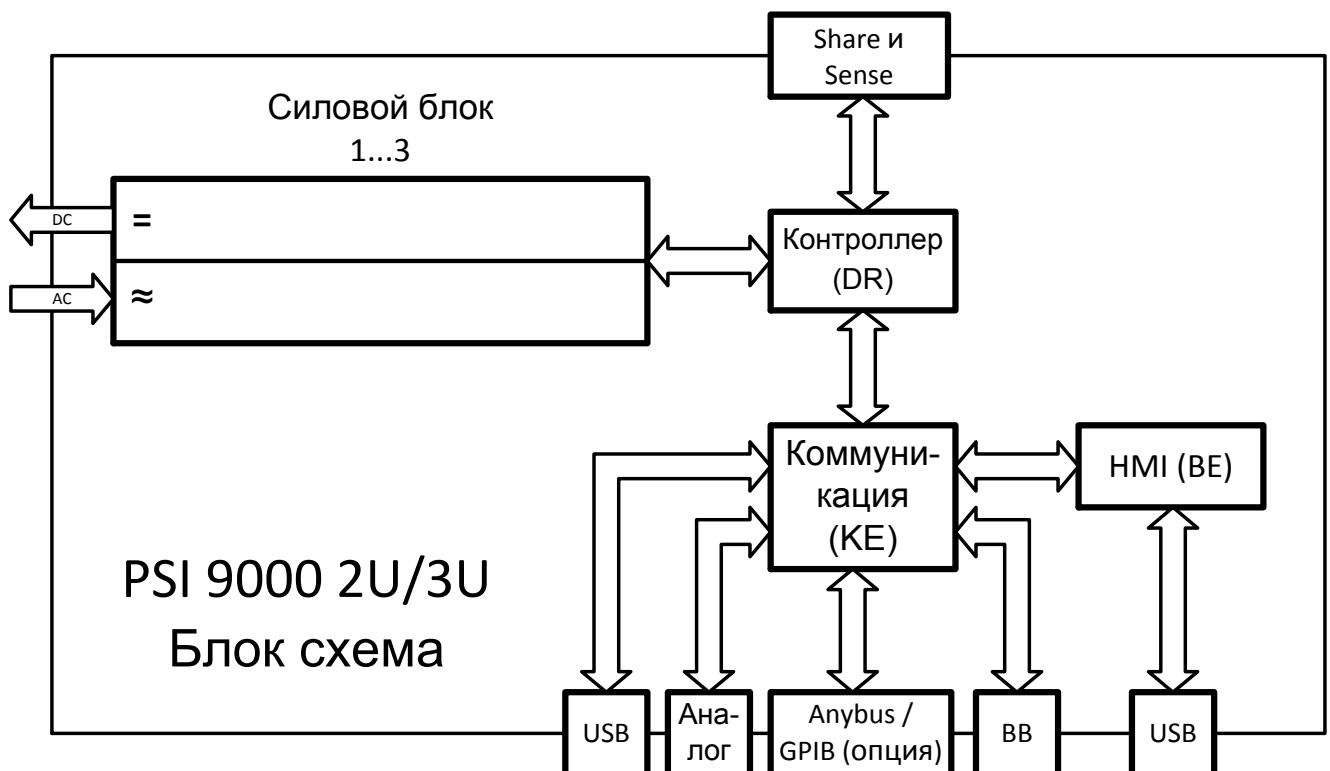 Share и
Sense
Силовой блок
1...3
DC
=
Контроллер
(DR)
AC
≈
Коммуни-
кация
(KE)
HMI (BE)
PSI 9000 2U/3U
Блок схема
USB
Ана-
лог
Anybus /
GPIB (опция)
BB
USB